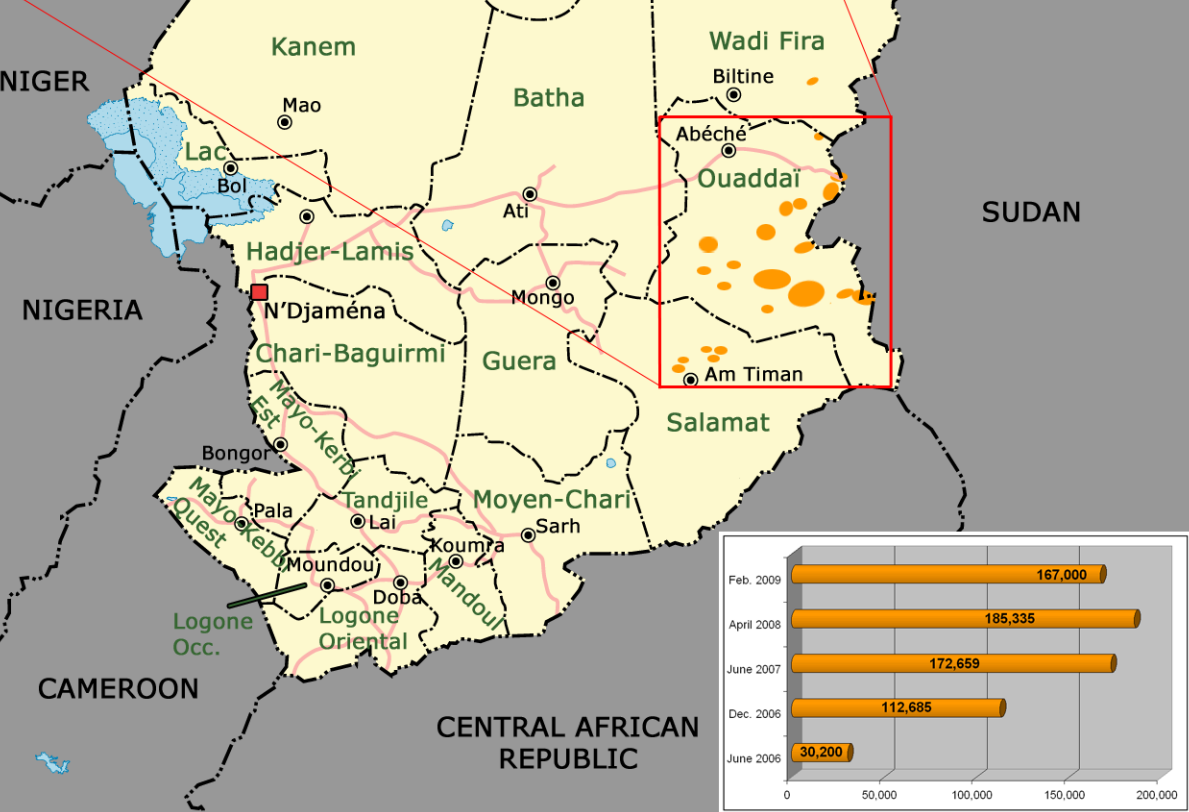 Kanem
Wadi Fira
NIGER
Biltine
Batha
Mao
Abéché
Lac
Bol
Ouaddaï
Ati
SUDAN
Hadjer-Lamis
NIGERIA
Mongo
N'Djaména
Chari-Baguirmi
Guera
Am Timan
Mayo-Kerbi
Est
Salamat
Bongor
Mayo-Kebbi
Quest
Pala
Tandjile
Lai
Moyen-Chari
Sarh
Koumra
Moundou
Mandoul
Doba
Logone
Occ.
Logone
Oriental
CAMEROON
CENTRAL AFRICAN
REPUBLIC
Feb. 2009
167,000
April 2008
185,335
June 2007
172,659
Dec. 2006
112,685
June 2006
30,200
0
50,000
100,000
150,000
200,000